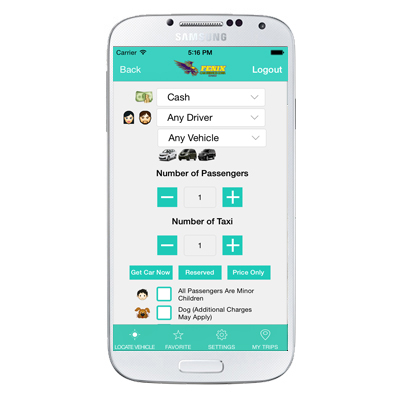 SAMSUNG
Carrier 5:16 PM
Back FENIX Logout
Cash
Any Driver
Any Vehicle
Number of Passengers
1
Number of Taxi
1
Get Car Now Reserved Price Only
All Passengers Are Minor
Children
Dog (Additional Charges
May Apply)
LOCATE VEHICLE FAVORITE SETTINGS MY TRIPS